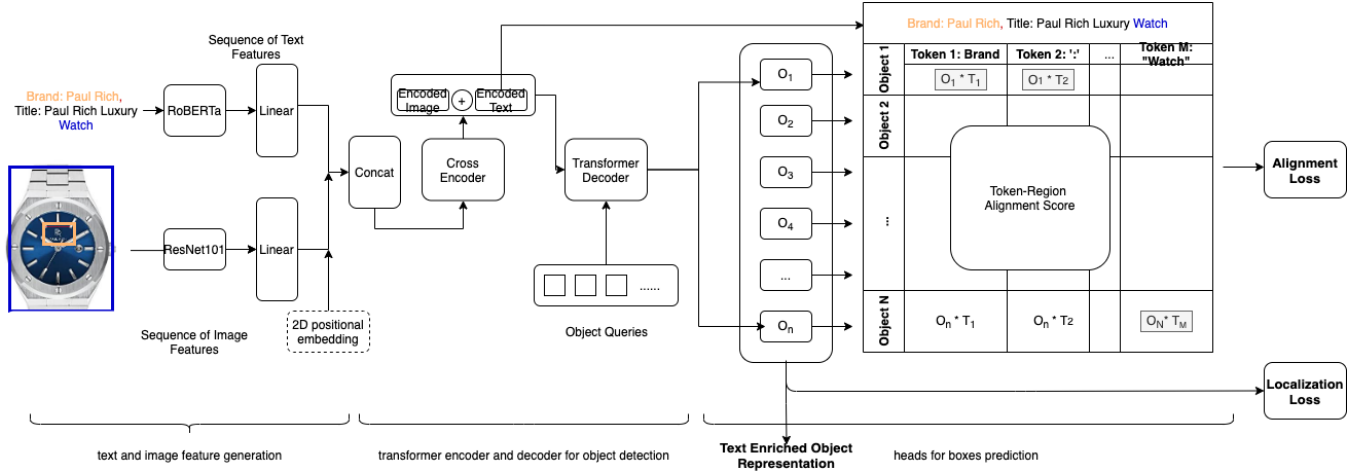 Sequence of Text
Features
Brand: Paul Rich,
Title: Paul Rich Luxury
Watch
RoBERTa
Linear
ResNet101
Linear
Sequence of Image
Features
2D positional
embedding
Concat
Encoded
Image
+
Encoded
Text
Cross
Encoder
Transformer
Decoder
......
Object Queries
O1
O2
O3
O4
...
On
Brand: Paul Rich, Title: Paul Rich Luxury Watch
Object 1
Token 1: Brand
Token 2: ':'
...
Token M:
"Watch"
O1 * T1
O1 * T2
Object 2
...
Token-Region
Alignment Score
Object N
On * T1
On * T2
ON * TM
Alignment
Loss
Localization
Loss
text and image feature generation
transformer encoder and decoder for object detection
Text Enriched Object
Representation
heads for boxes prediction